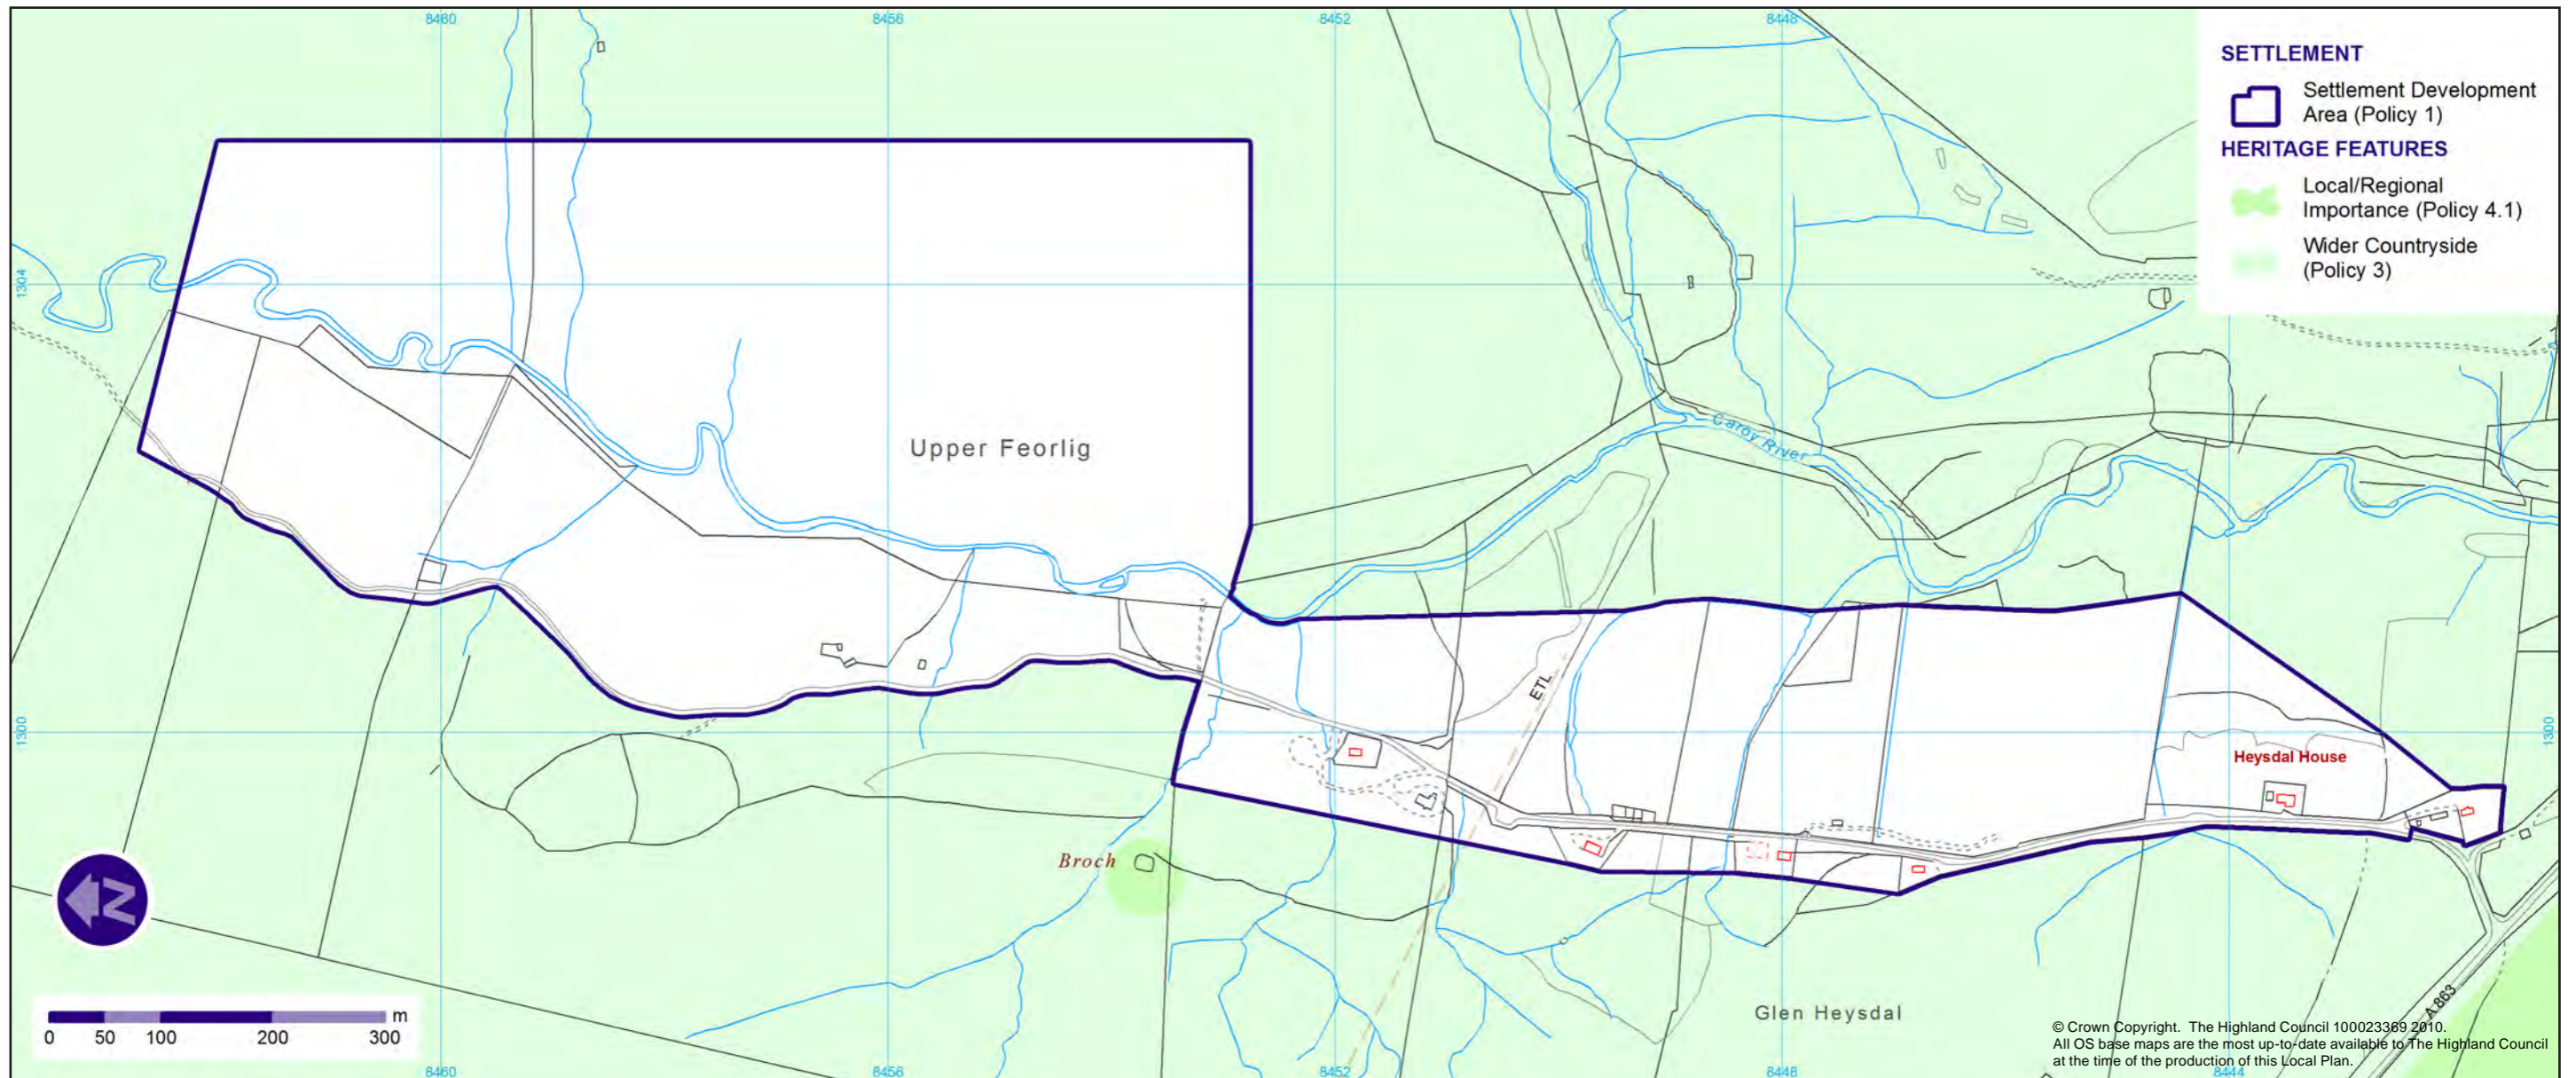 8460
8456
8452
8448
SETTLEMENT
Settlement Development
Area (Policy 1)
HERITAGE FEATURES
Local/Regional
Importance (Policy 4.1)
Wider Countryside
(Policy 3)
1304
Upper Feorlig
Caroy River
ETL
1300
1300
Heysdal House
Broch
N
Glen Heysdal
A 863
m
0 50 100 200 300
© Crown Copyright. The Highland Council 100023369 2010.
All OS base maps are the most up-to-date available to The Highland Council
at the time of the production of this Local Plan.
8460
8456
8452
8448
8444